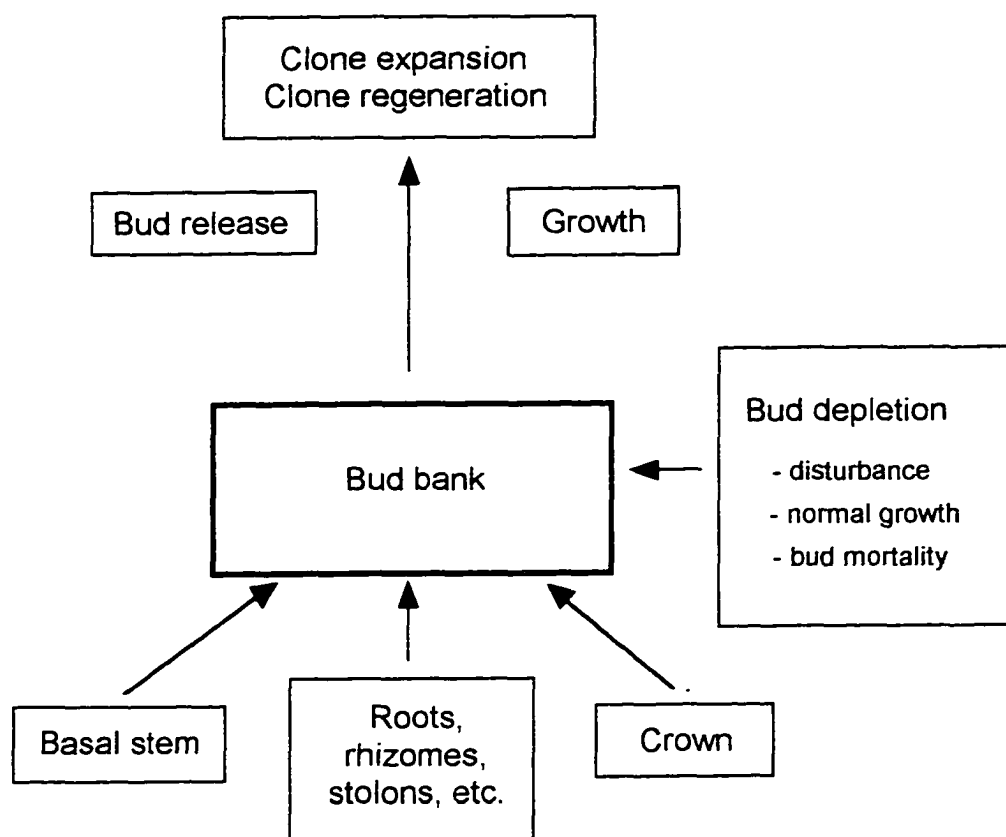 Clone expansion
Clone regeneration
Bud release
Growth
Bud depletion
- disturbance
- normal growth
- bud mortality
Bud bank
Basal stem
Roots,
rhizomes,
stolons, etc.
Crown